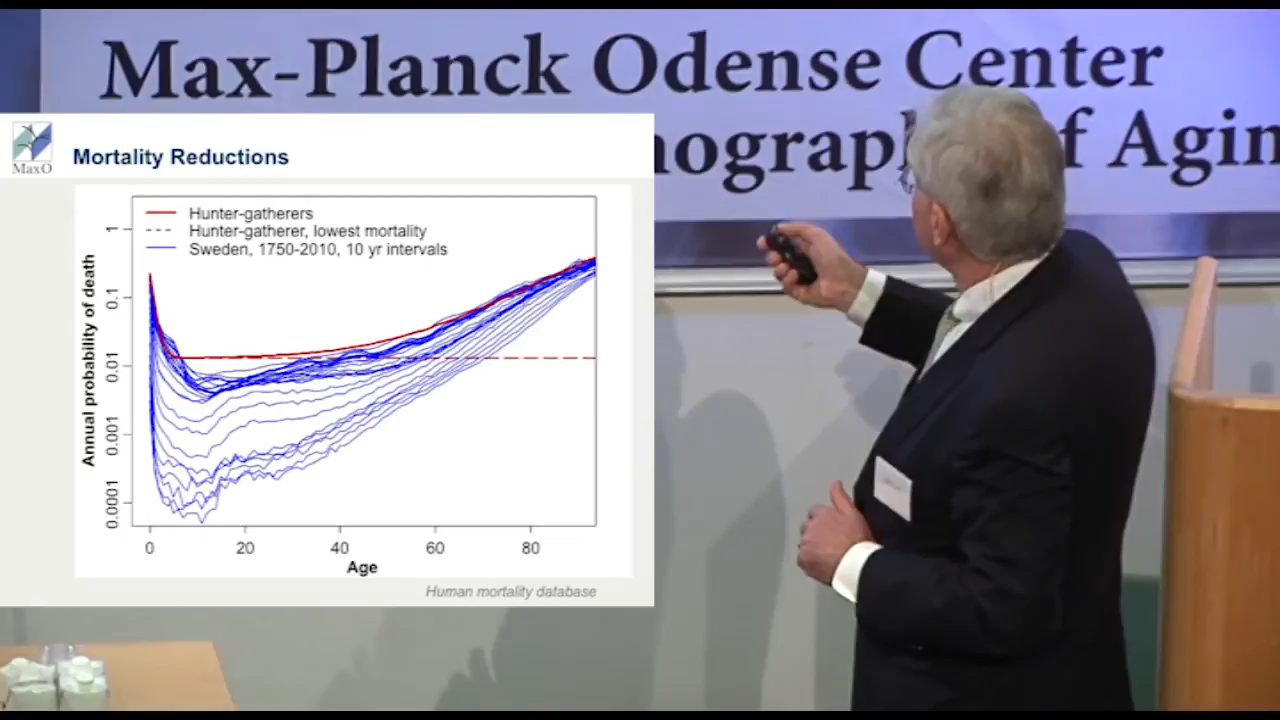 Max-Planck Odense Center
nograp f Agin
MaxO
Mortality Reductions
Hunter-gatherers
Hunter-gatherer, lowest mortality
Sweden, 1750-2010, 10 yr intervals
Annual probability of death
1
0.1
0.01
0.001
0.0001
0 20 40 60 80
Age
Human mortality database